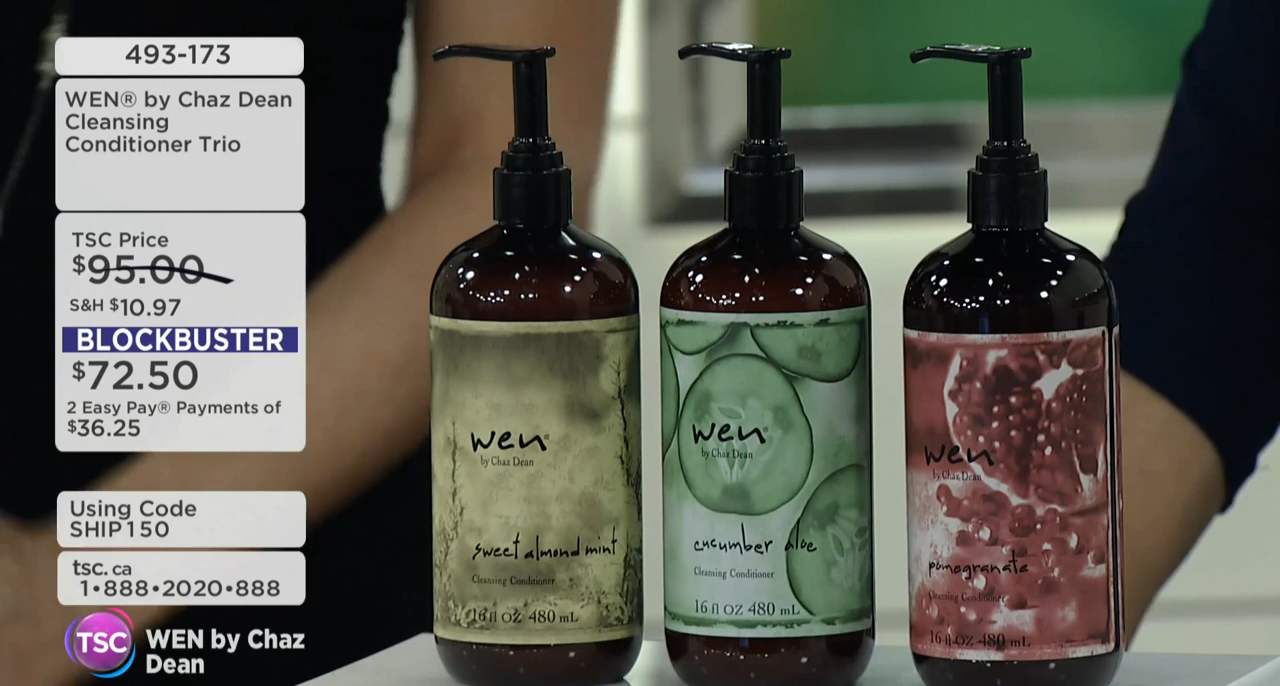 493-173
WEN® by Chaz Dean
Cleansing
Conditioner Trio
TSC Price
$95.00
S&H $10.97
BLOCKBUSTER
$72.50
2 Easy Pay® Payments of
$36.25
Using Code
SHIP150
tsc.ca
1•888•2020•888
TSC
WEN by Chaz
Dean
wen®
by Chaz Dean
sweet almond mint
Cleansing Conditioner
16 fl OZ 480 mL
wen®
by Chaz Dean
cucumber aloe
Cleansing Conditioner
16 fl OZ 480 mL
wen
by Chaz Dean
pomegranate
Cleansing Conditioner
16 fl OZ 480 mL